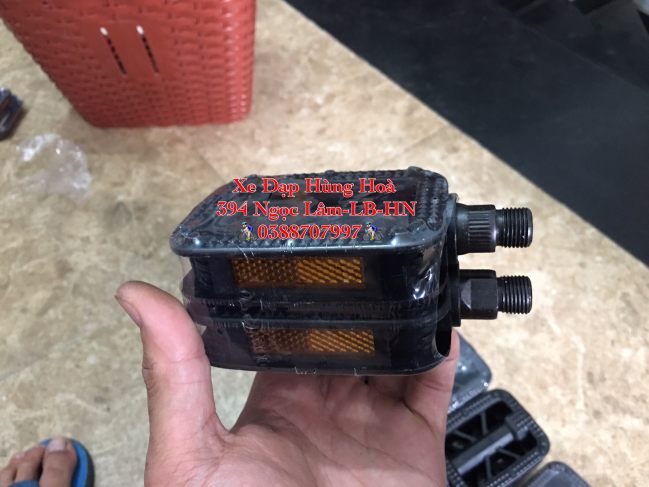 Xe Đạp Hùng Hoà
394 Ngọc Lâm-LB-HN
0388707997